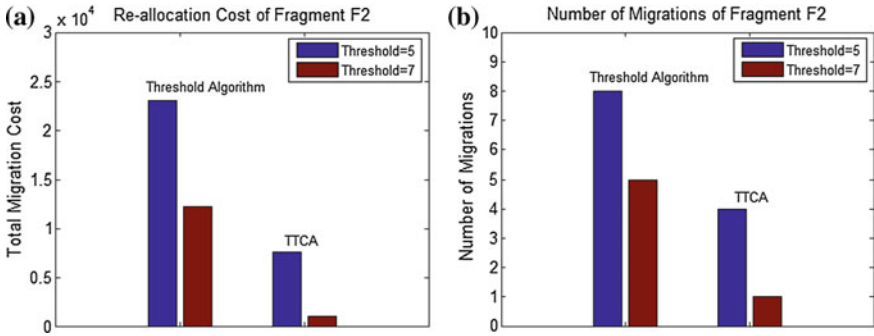 (a)
Re-allocation Cost of Fragment F2
x 10^4
3
2.5
2
1.5
1
0.5
0
Total Migration Cost
Threshold=5
Threshold=7
Threshold Algorithm
TTCA
(b)
Number of Migrations of Fragment F2
10
9
8
7
6
5
4
3
2
1
0
Number of Migrations
Threshold=5
Threshold=7
Threshold Algorithm
TTCA